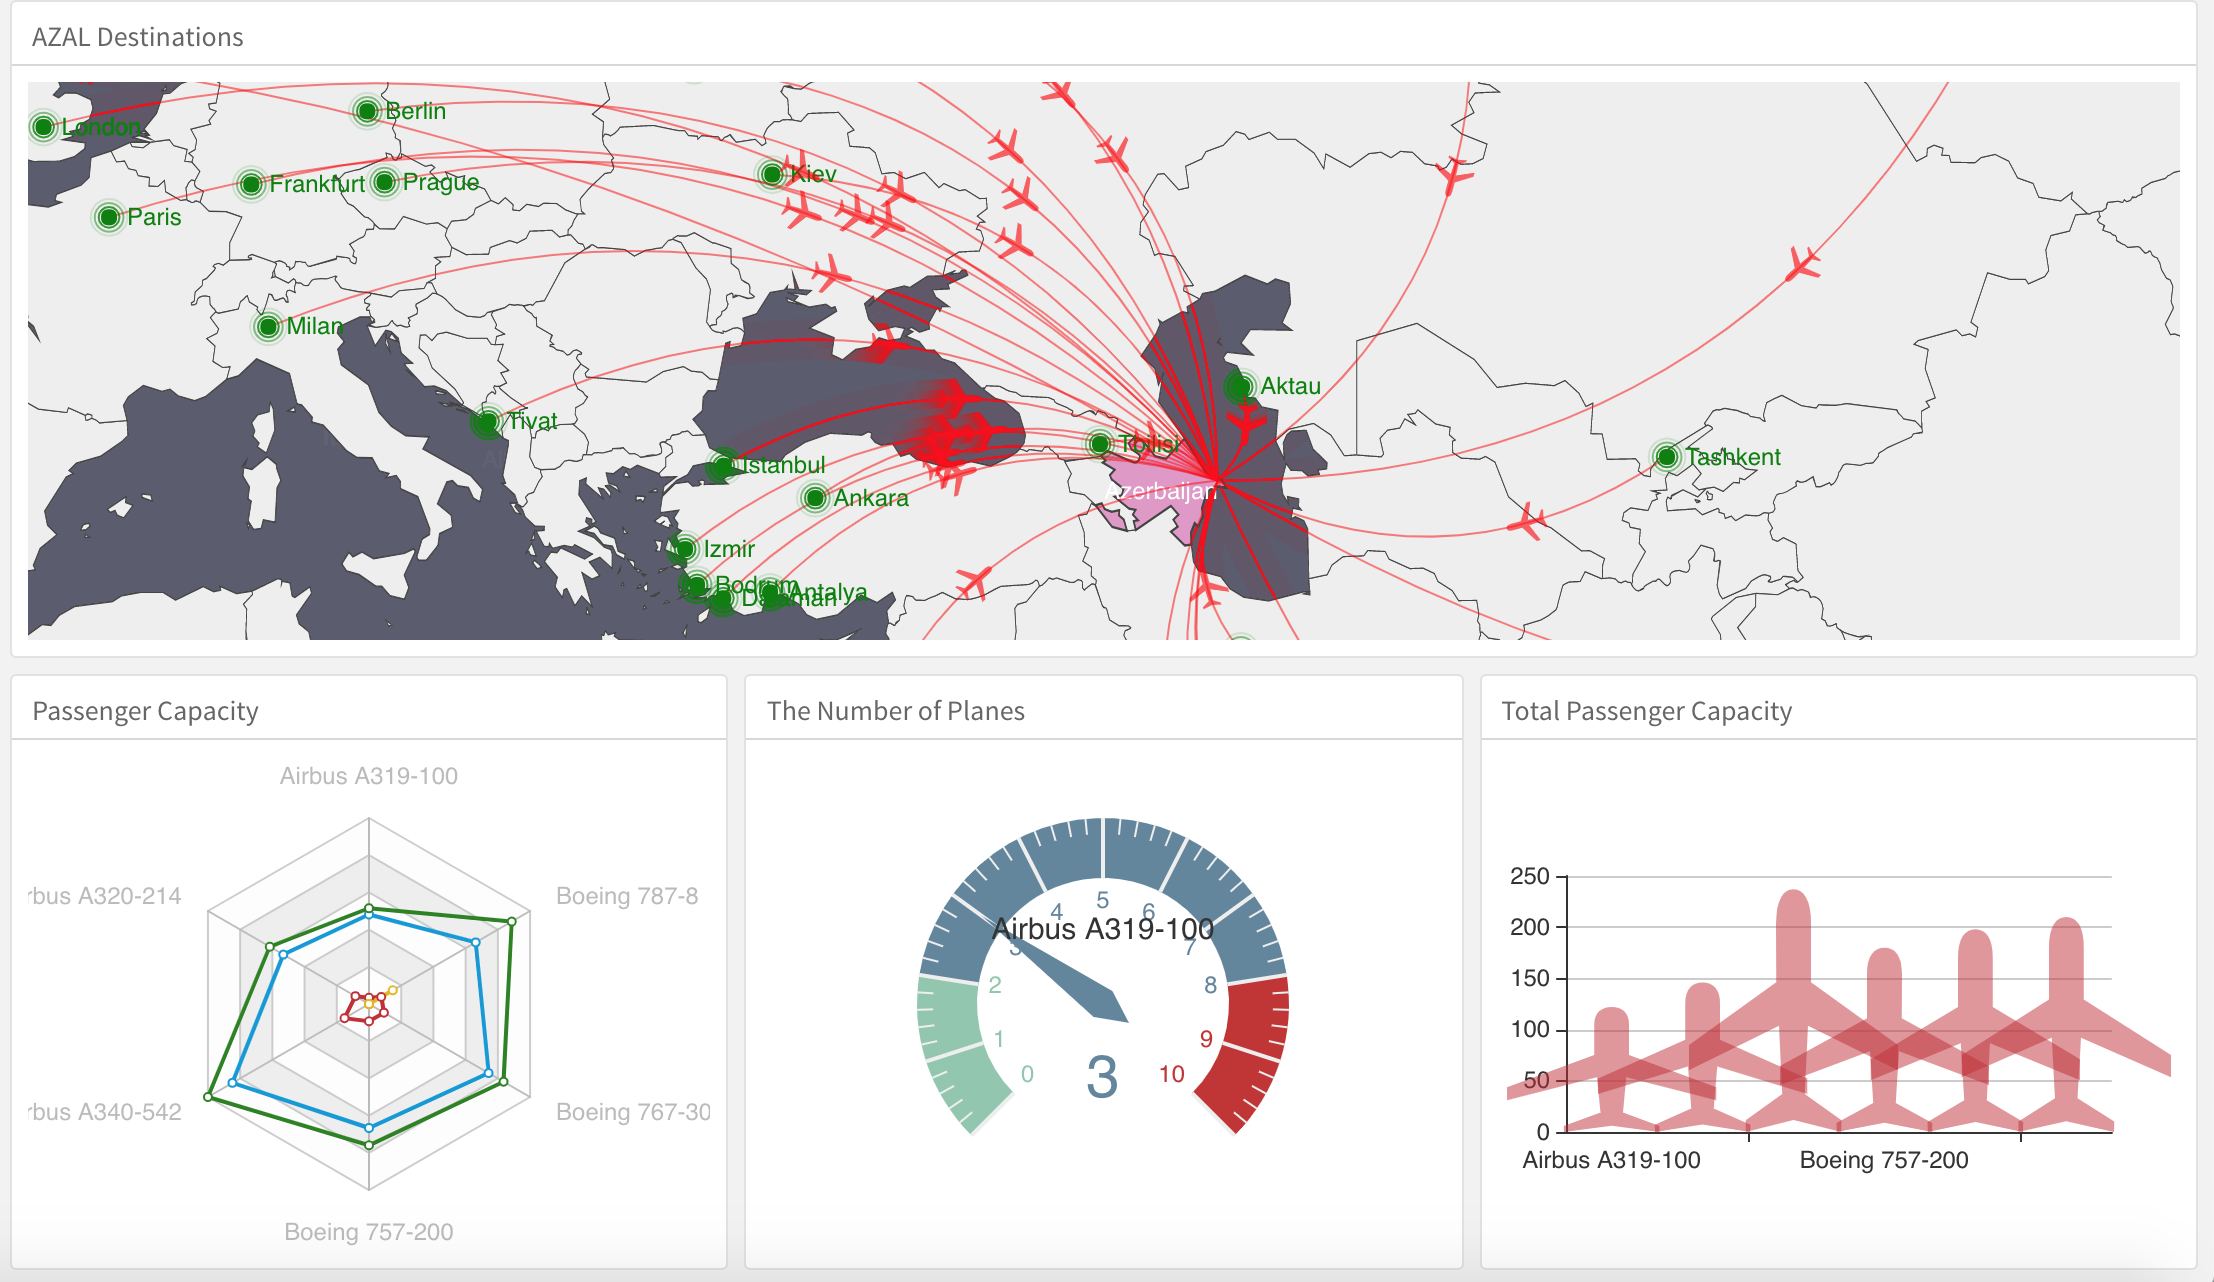 AZAL Destinations
London
Berlin
Frankfurt
Prague
Kiev
Paris
Milan
Aktau
Tivat
Tbilisi
Istanbul
Tashkent
Azerbaijan
Ankara
Izmir
Bodrum
Dalaman
Antalya
Passenger Capacity
Airbus A319-100
rbus A320-214
Boeing 787-8
rbus A340-542
Boeing 767-30
Boeing 757-200
The Number of Planes
0
1
2
3
4
5
6
7
8
9
10
Airbus A319-100
3
Total Passenger Capacity
250
200
150
100
50
0
Airbus A319-100
Boeing 757-200